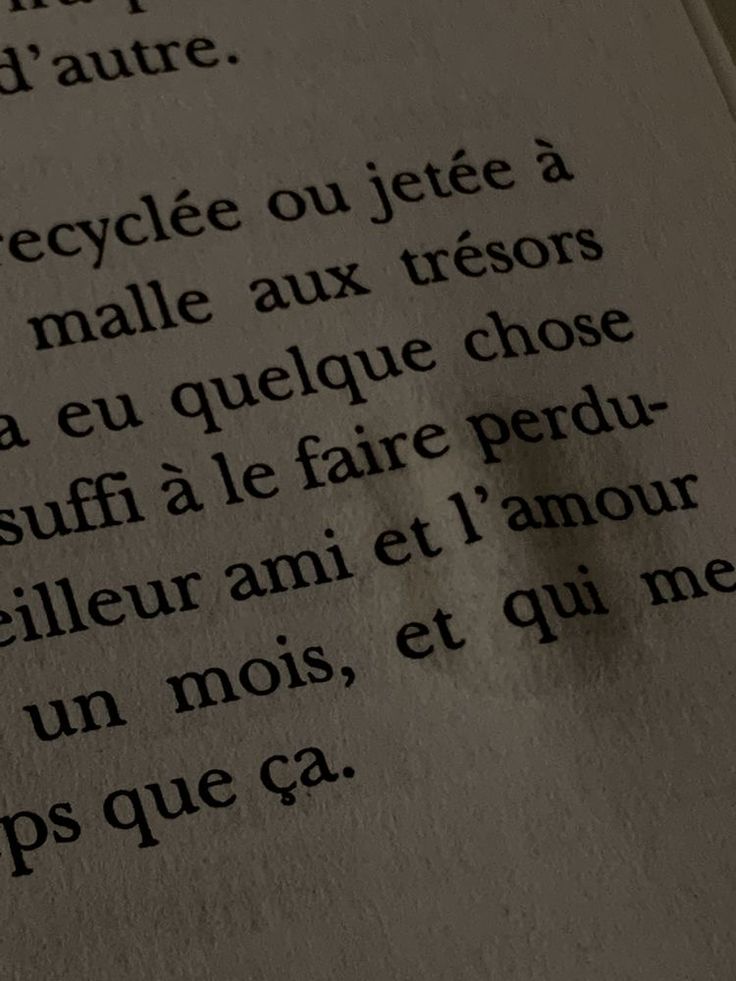 d'autre.
recyclée ou jetée à
malle aux trésors
a eu quelque chose
suffi à le faire perdu-
eilleur ami et l'amour
un mois, et qui me
ps que ça.